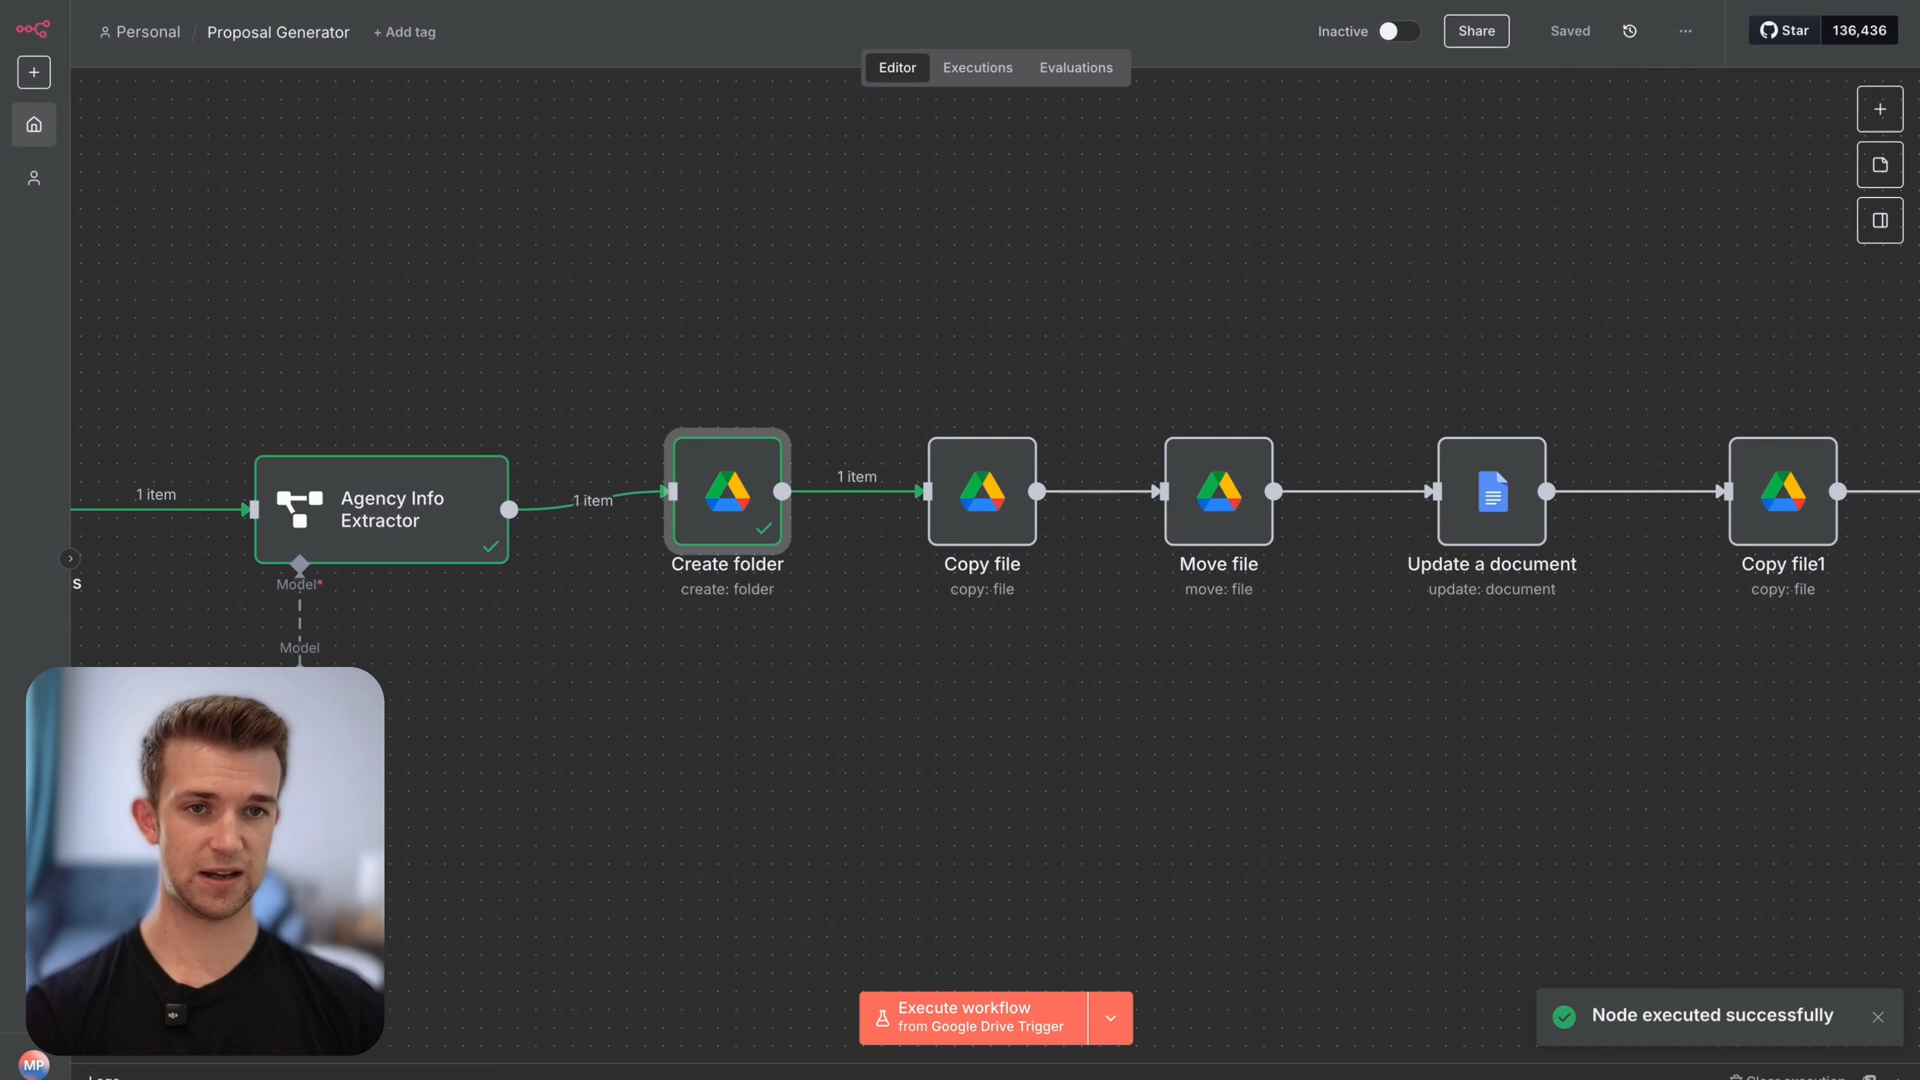 Personal / Proposal Generator + Add tag
Inactive
Share
Saved
Star 136,436
Editor Executions Evaluations
1 item
Agency Info
Extractor
1 item
1 item
Model*
Model
s
Create folder
create: folder
Copy file
copy: file
Move file
move: file
Update a document
update: document
Copy file1
copy: file
Execute workflow
from Google Drive Trigger
Node executed successfully
MP